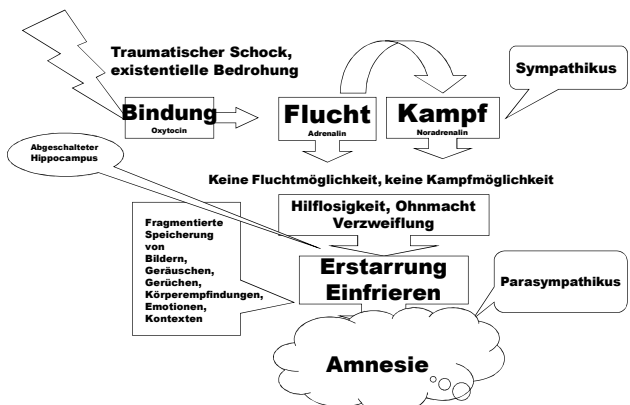 Traumatischer Schock,
existentielle Bedrohung
Bindung
Oxytocin
Flucht
Adrenalin
Kampf
Noradrenalin
Sympathikus
Abgeschalteter
Hippocampus
Keine Fluchtmöglichkeit, keine Kampfmöglichkeit
Hilflosigkeit, Ohnmacht
Verzweiflung
Fragmentierte
Speicherung
von
Bildern,
Geräuschen,
Gerüchen,
Körperempfindungen,
Emotionen,
Kontexten
Erstarrung
Einfrieren
Parasympathikus
Amnesie